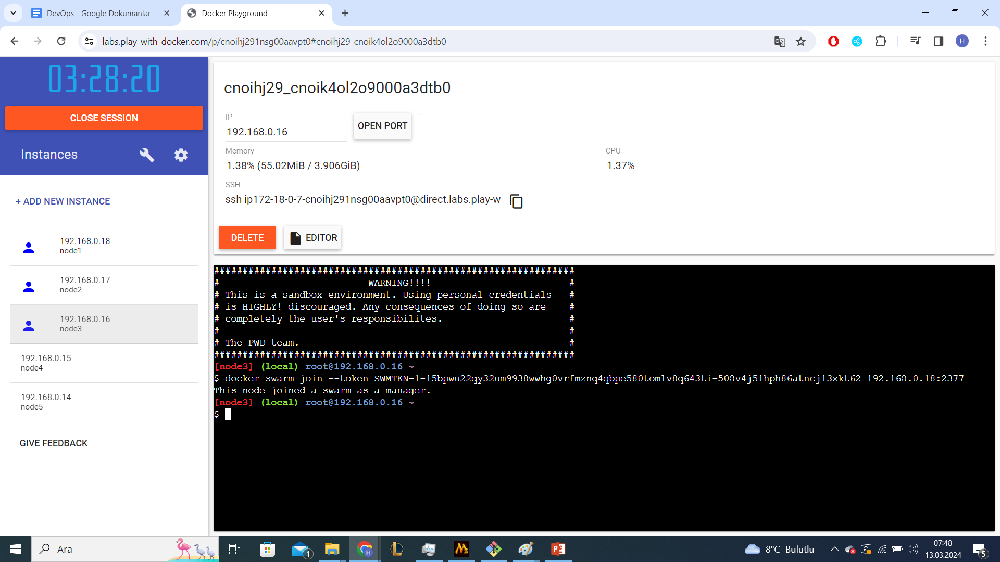 DevOps - Google Dokümanlar
Docker Playground
labs.play-with-docker.com/p/cnoihj291nsg00aavpt0#cnoihj29_cnoik4ol2o9000a3dtb0
H
03:28:20
CLOSE SESSION
Instances
+ ADD NEW INSTANCE
192.168.0.18
node1
192.168.0.17
node2
192.168.0.16
node3
192.168.0.15
node4
192.168.0.14
node5
GIVE FEEDBACK
cnoihj29_cnoik4ol2o9000a3dtb0
IP
192.168.0.16
OPEN PORT
Memory
1.38% (55.02MiB / 3.906GiB)
CPU
1.37%
SSH
ssh ip172-18-0-7-cnoihj291nsg00aavpt0@direct.labs.play-w
DELETE
EDITOR
###############################################################
# WARNING!!!! #
# This is a sandbox environment. Using personal credentials #
# is HIGHLY! discouraged. Any consequences of doing so are #
# completely the user's responsibilites. #
# #
# The PWD team. #
###############################################################
[node3] (local) root@192.168.0.16 ~
$ docker swarm join --token SWMTKN-1-15bpwu22qy32um9938wwhg0vrfmznq4qbpe580tomlv8q643ti-508v4j51hph86atncj13xkt62 192.168.0.18:2377
This node joined a swarm as a manager.
[node3] (local) root@192.168.0.16 ~
$
Ara
1
H
8°C Bulutlu
07:48
13.03.2024
5